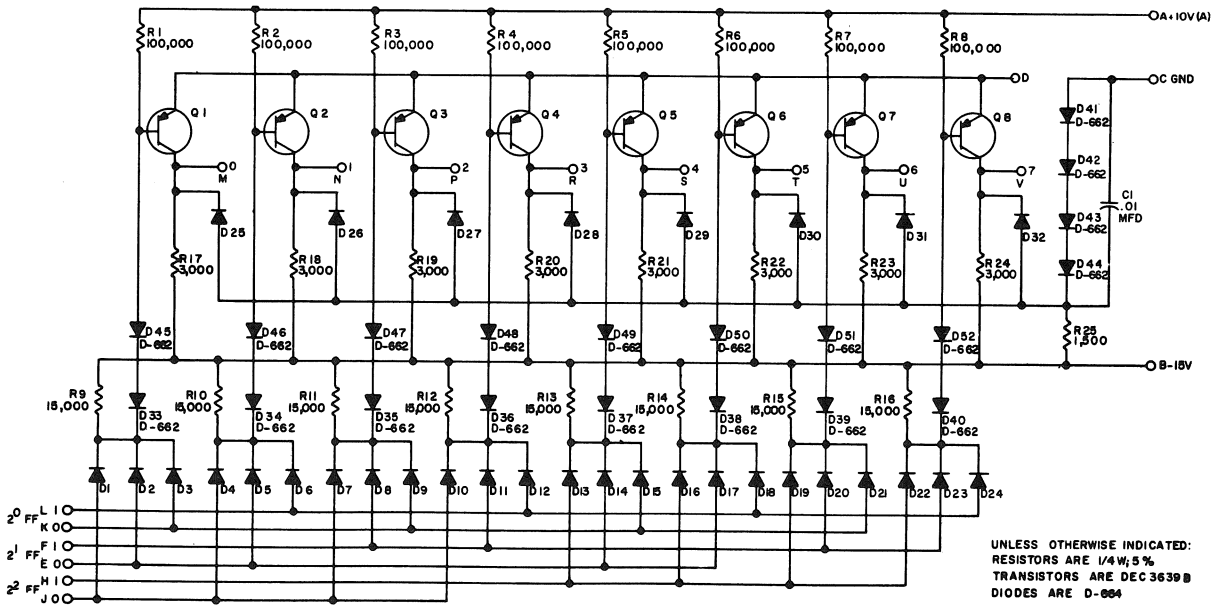 A+10V(A)
R1 100,000
R2 100,000
R3 100,000
R4 100,000
R5 100,000
R6 100,000
R7 100,000
R8 100,000
D
C GND
Q1
Q2
Q3
Q4
Q5
Q6
Q7
Q8
D41 D-662
D42 D-662
D43 D-662
D44 D-662
C1 .01 MFD
0 M
1 N
2 P
3 R
4 S
5 T
6 U
7 V
D25
D26
D27
D28
D29
D30
D31
D32
R17 3,000
R18 3,000
R19 3,000
R20 3,000
R21 3,000
R22 3,000
R23 3,000
R24 3,000
R25 1,500
D45 D-662
D46 D-662
D47 D-662
D48 D-662
D49 D-662
D50 D-662
D51 D-662
D52 D-662
B-15V
R9 15,000
R10 15,000
R11 15,000
R12 15,000
R13 15,000
R14 15,000
R15 15,000
R16 15,000
D33 D-662
D34 D-662
D35 D-662
D36 D-662
D37 D-662
D38 D-662
D39 D-662
D40 D-662
D1
D2
D3
D4
D5
D6
D7
D8
D9
D10
D11
D12
D13
D14
D15
D16
D17
D18
D19
D20
D21
D22
D23
D24
2⁰ FF
L 1
K 0
2¹ FF
F 1
E 0
2² FF
H 1
J 0
UNLESS OTHERWISE INDICATED:
RESISTORS ARE 1/4 W; 5%
TRANSISTORS ARE DEC 3639 B
DIODES ARE D-664